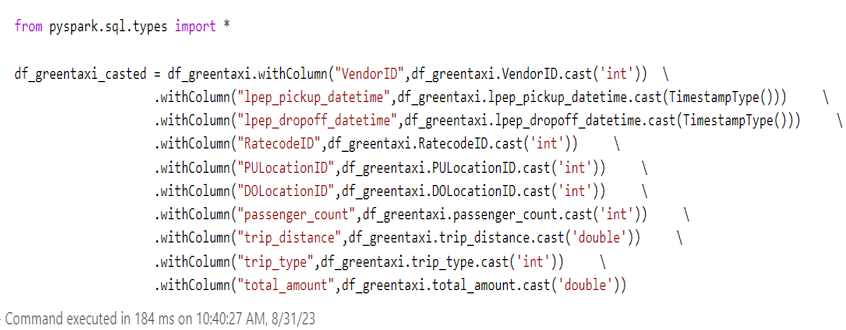 from pyspark.sql.types import *
df_greentaxi_casted = df_greentaxi.withColumn("VendorID",df_greentaxi.VendorID.cast('int')) \
.withColumn("lpep_pickup_datetime",df_greentaxi.lpep_pickup_datetime.cast(TimestampType())) \
.withColumn("lpep_dropoff_datetime",df_greentaxi.lpep_dropoff_datetime.cast(TimestampType())) \
.withColumn("RatecodeID",df_greentaxi.RatecodeID.cast('int')) \
.withColumn("PULocationID",df_greentaxi.PULocationID.cast('int')) \
.withColumn("DOLocationID",df_greentaxi.DOLocationID.cast('int')) \
.withColumn("passenger_count",df_greentaxi.passenger_count.cast('int')) \
.withColumn("trip_distance",df_greentaxi.trip_distance.cast('double')) \
.withColumn("trip_type",df_greentaxi.trip_type.cast('int')) \
.withColumn("total_amount",df_greentaxi.total_amount.cast('double'))
Command executed in 184 ms on 10:40:27 AM, 8/31/23